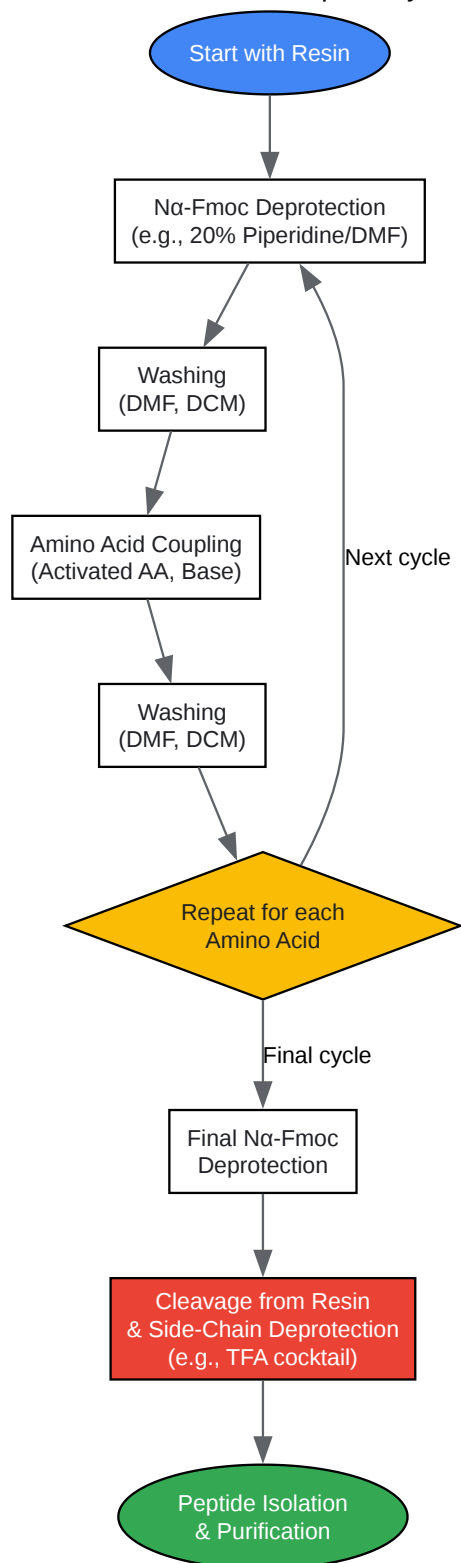 Start with Resin
Nα-Fmoc Deprotection
(e.g., 20% Piperidine/DMF)
Washing
(DMF, DCM)
Amino Acid Coupling
(Activated AA, Base)
Next cycle
Washing
(DMF, DCM)
Repeat for each
Amino Acid
Final cycle
Final Nα-Fmoc
Deprotection
Cleavage from Resin
& Side-Chain Deprotection
(e.g., TFA cocktail)
Peptide Isolation
& Purification